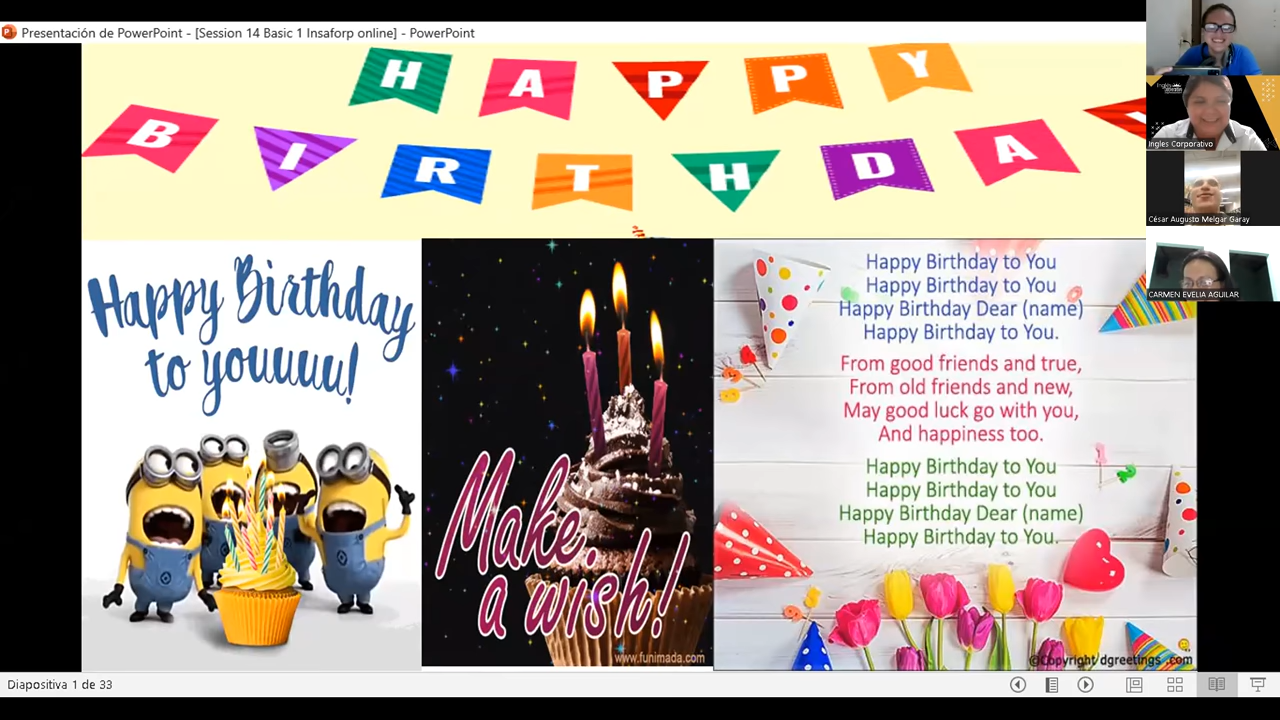 Presentación de PowerPoint - [Session 14 Basic 1 Insaforp online] - PowerPoint
HAPPY
BIRTHDA
Happy Birthday
to youuuu!
Make.
a wish!
www.funimada.com
Happy Birthday to You
Happy Birthday to You
Happy Birthday Dear (name)
Happy Birthday to You.
From good friends and true,
From old friends and new,
May good luck go with you,
And happiness too.
Happy Birthday to You
Happy Birthday to You
Happy Birthday Dear (name)
Happy Birthday to You.
©Copyright/dgreetings .com
Ingles Corporativo
César Augusto Melgar Garay
CARMEN EVELIA AGUILAR
Diapositiva 1 de 33